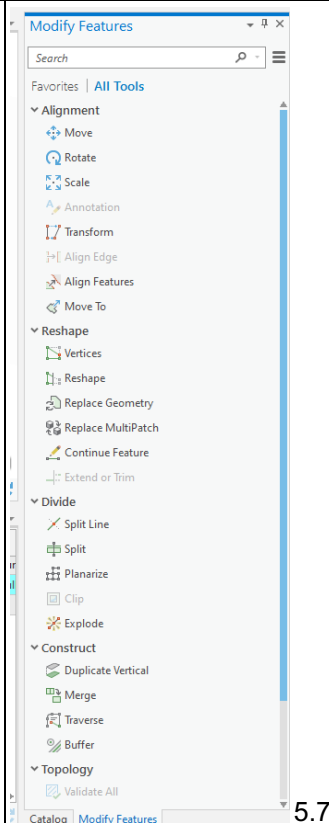 Modify Features
Search
Favorites | All Tools
Alignment
Move
Rotate
Scale
Annotation
Transform
Align Edge
Align Features
Move To
Reshape
Vertices
Reshape
Replace Geometry
Replace MultiPatch
Continue Feature
Extend or Trim
Divide
Split Line
Split
Planarize
Clip
Explode
Construct
Duplicate Vertical
Merge
Traverse
Buffer
Topology
Validate All
Catalog Modify Features
5.7